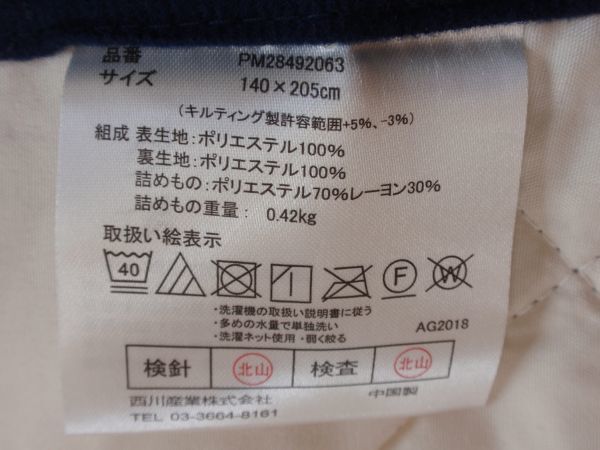 品番 PM28492063
サイズ 140×205cm
(キルティング製許容範囲+5%、-3%)
組成 表生地:ポリエステル100%
裏生地:ポリエステル100%
詰めもの:ポリエステル70%レーヨン30%
詰めもの重量: 0.42kg
取扱い絵表示
40 F W
・洗濯機の取扱い説明書に従う
・多めの水量で単独洗い
・洗濯ネット使用・弱く絞る
AG2018
検針 北山 検査 北山
西川産業株式会社 中国製
TEL 03-3664-8161